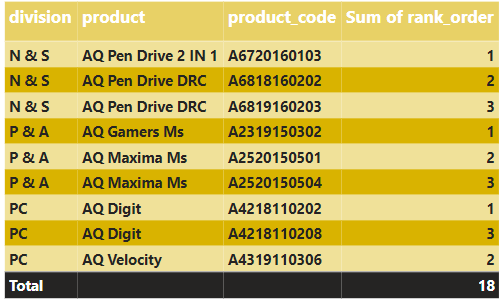 division product product_code Sum of rank_order
N & S AQ Pen Drive 2 IN 1 A6720160103 1
N & S AQ Pen Drive DRC A6818160202 2
N & S AQ Pen Drive DRC A6819160203 3
P & A AQ Gamers Ms A2319150302 1
P & A AQ Maxima Ms A2520150501 2
P & A AQ Maxima Ms A2520150504 3
PC AQ Digit A4218110202 1
PC AQ Digit A4218110208 3
PC AQ Velocity A4319110306 2
Total 18